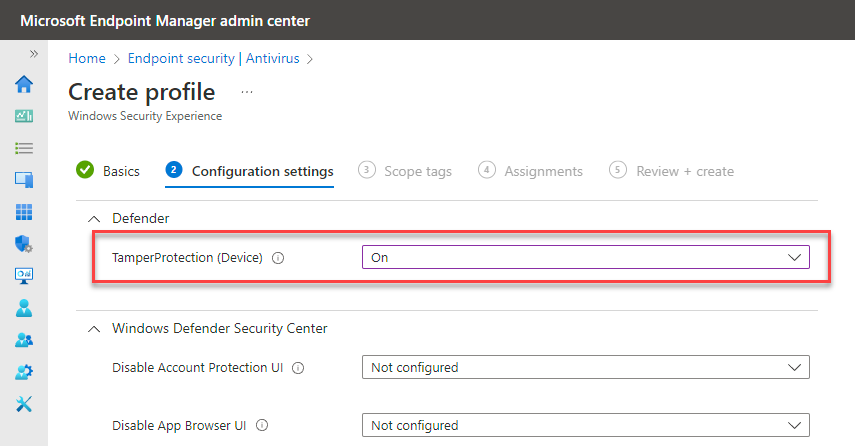 Microsoft Endpoint Manager admin center
»
Home > Endpoint security | Antivirus >
Create profile ...
Windows Security Experience
Basics 2 Configuration settings 3 Scope tags 4 Assignments 5 Review + create
Defender
TamperProtection (Device) i On
Windows Defender Security Center
Disable Account Protection UI i Not configured
Disable App Browser UI i Not configured